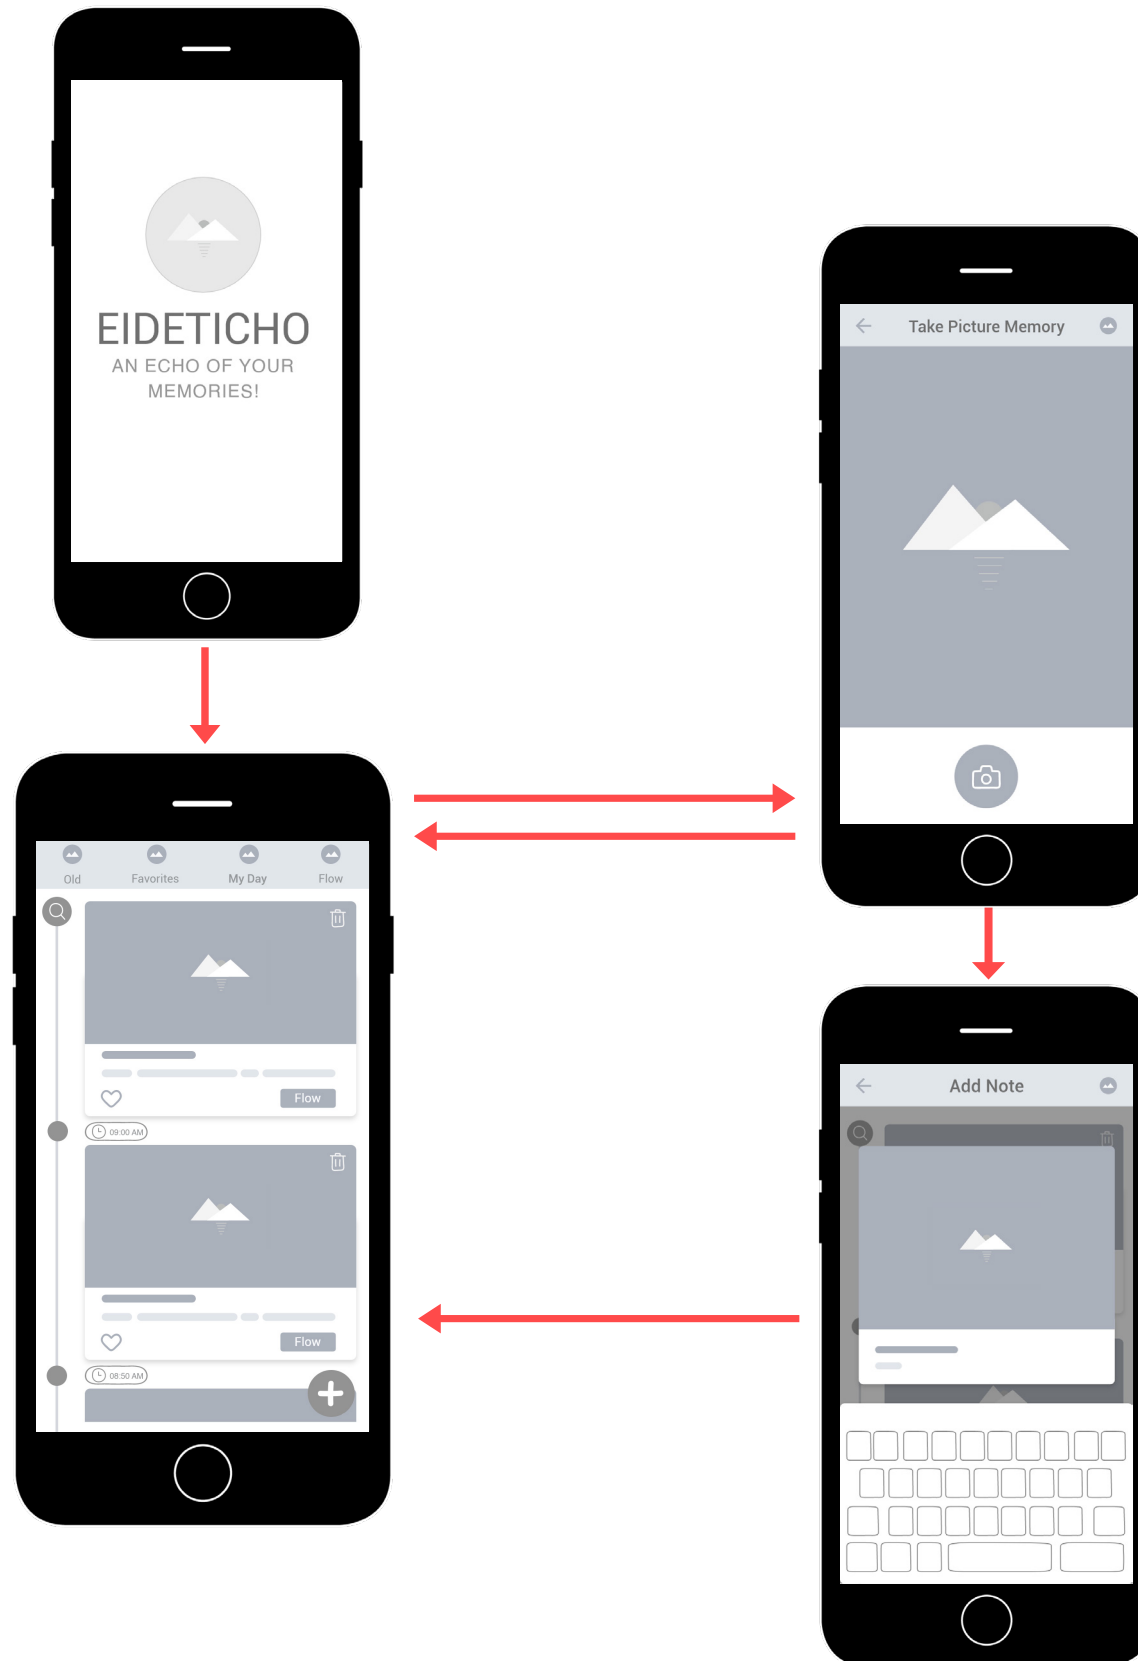 EIDETICHO
AN ECHO OF YOUR
MEMORIES!
Take Picture Memory
Old Favorites My Day Flow
Flow
09:00 AM
Flow
08:50 AM
Add Note